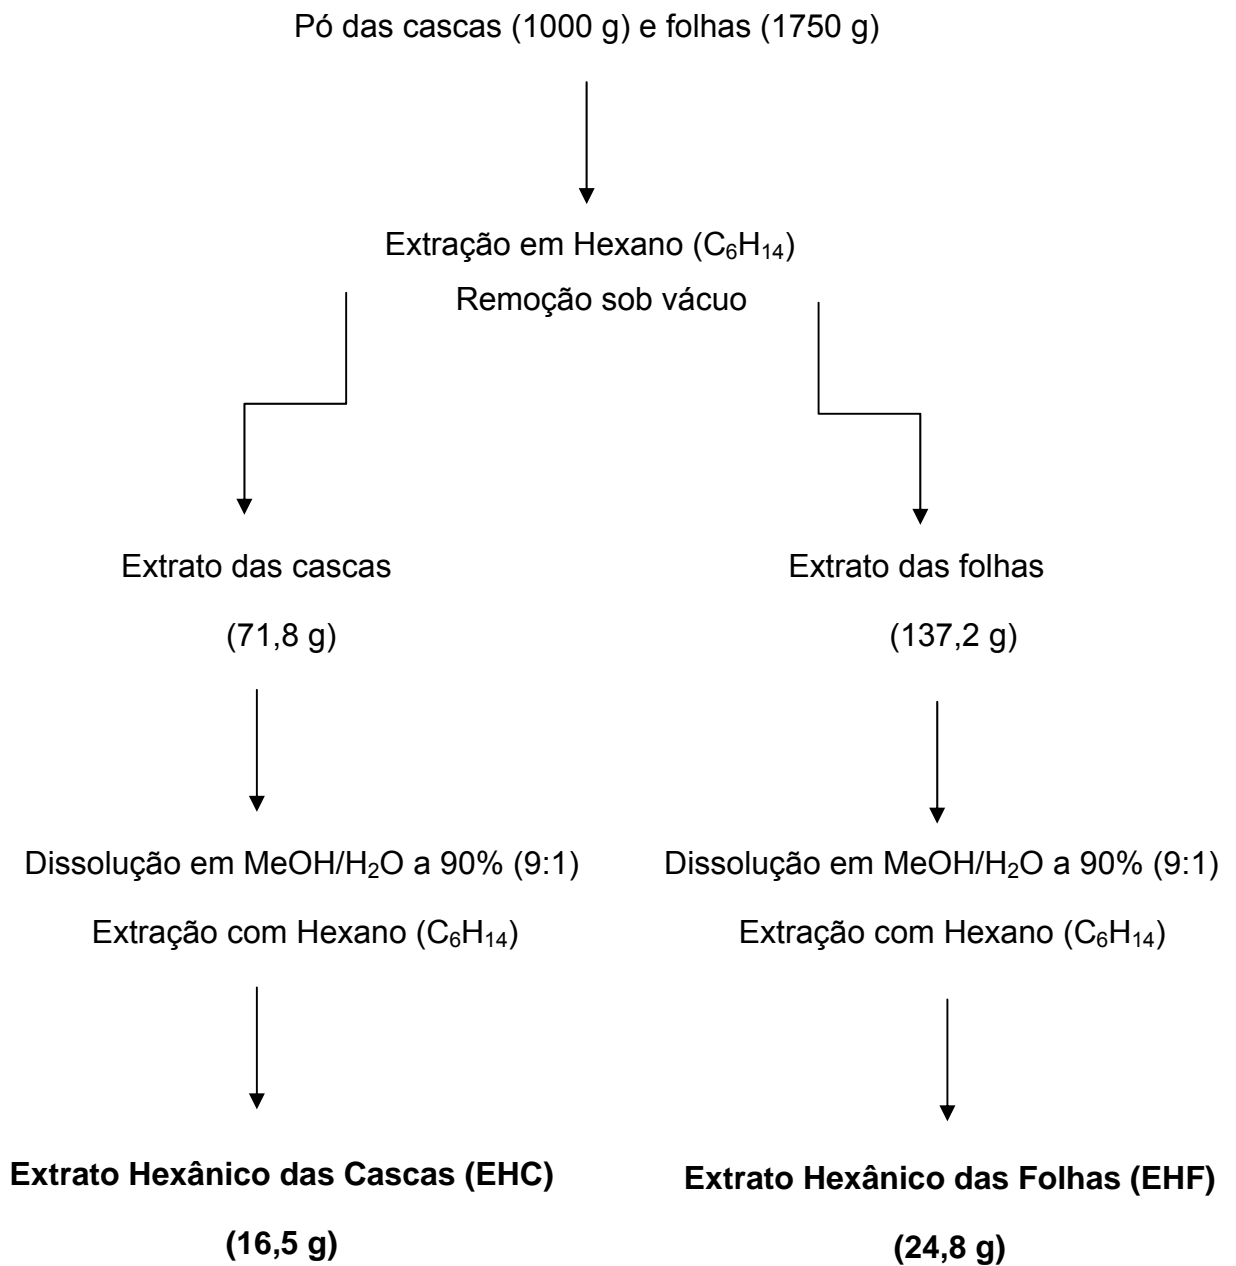 Pó das cascas (1000 g) e folhas (1750 g)
Extração em Hexano (C₆H₁₄)
Remoção sob vácuo
Extrato das cascas
(71,8 g)
Dissolução em MeOH/H₂O a 90% (9:1)
Extração com Hexano (C₆H₁₄)
Extrato Hexânico das Cascas (EHC)
(16,5 g)
Extrato das folhas
(137,2 g)
Dissolução em MeOH/H₂O a 90% (9:1)
Extração com Hexano (C₆H₁₄)
Extrato Hexânico das Folhas (EHF)
(24,8 g)